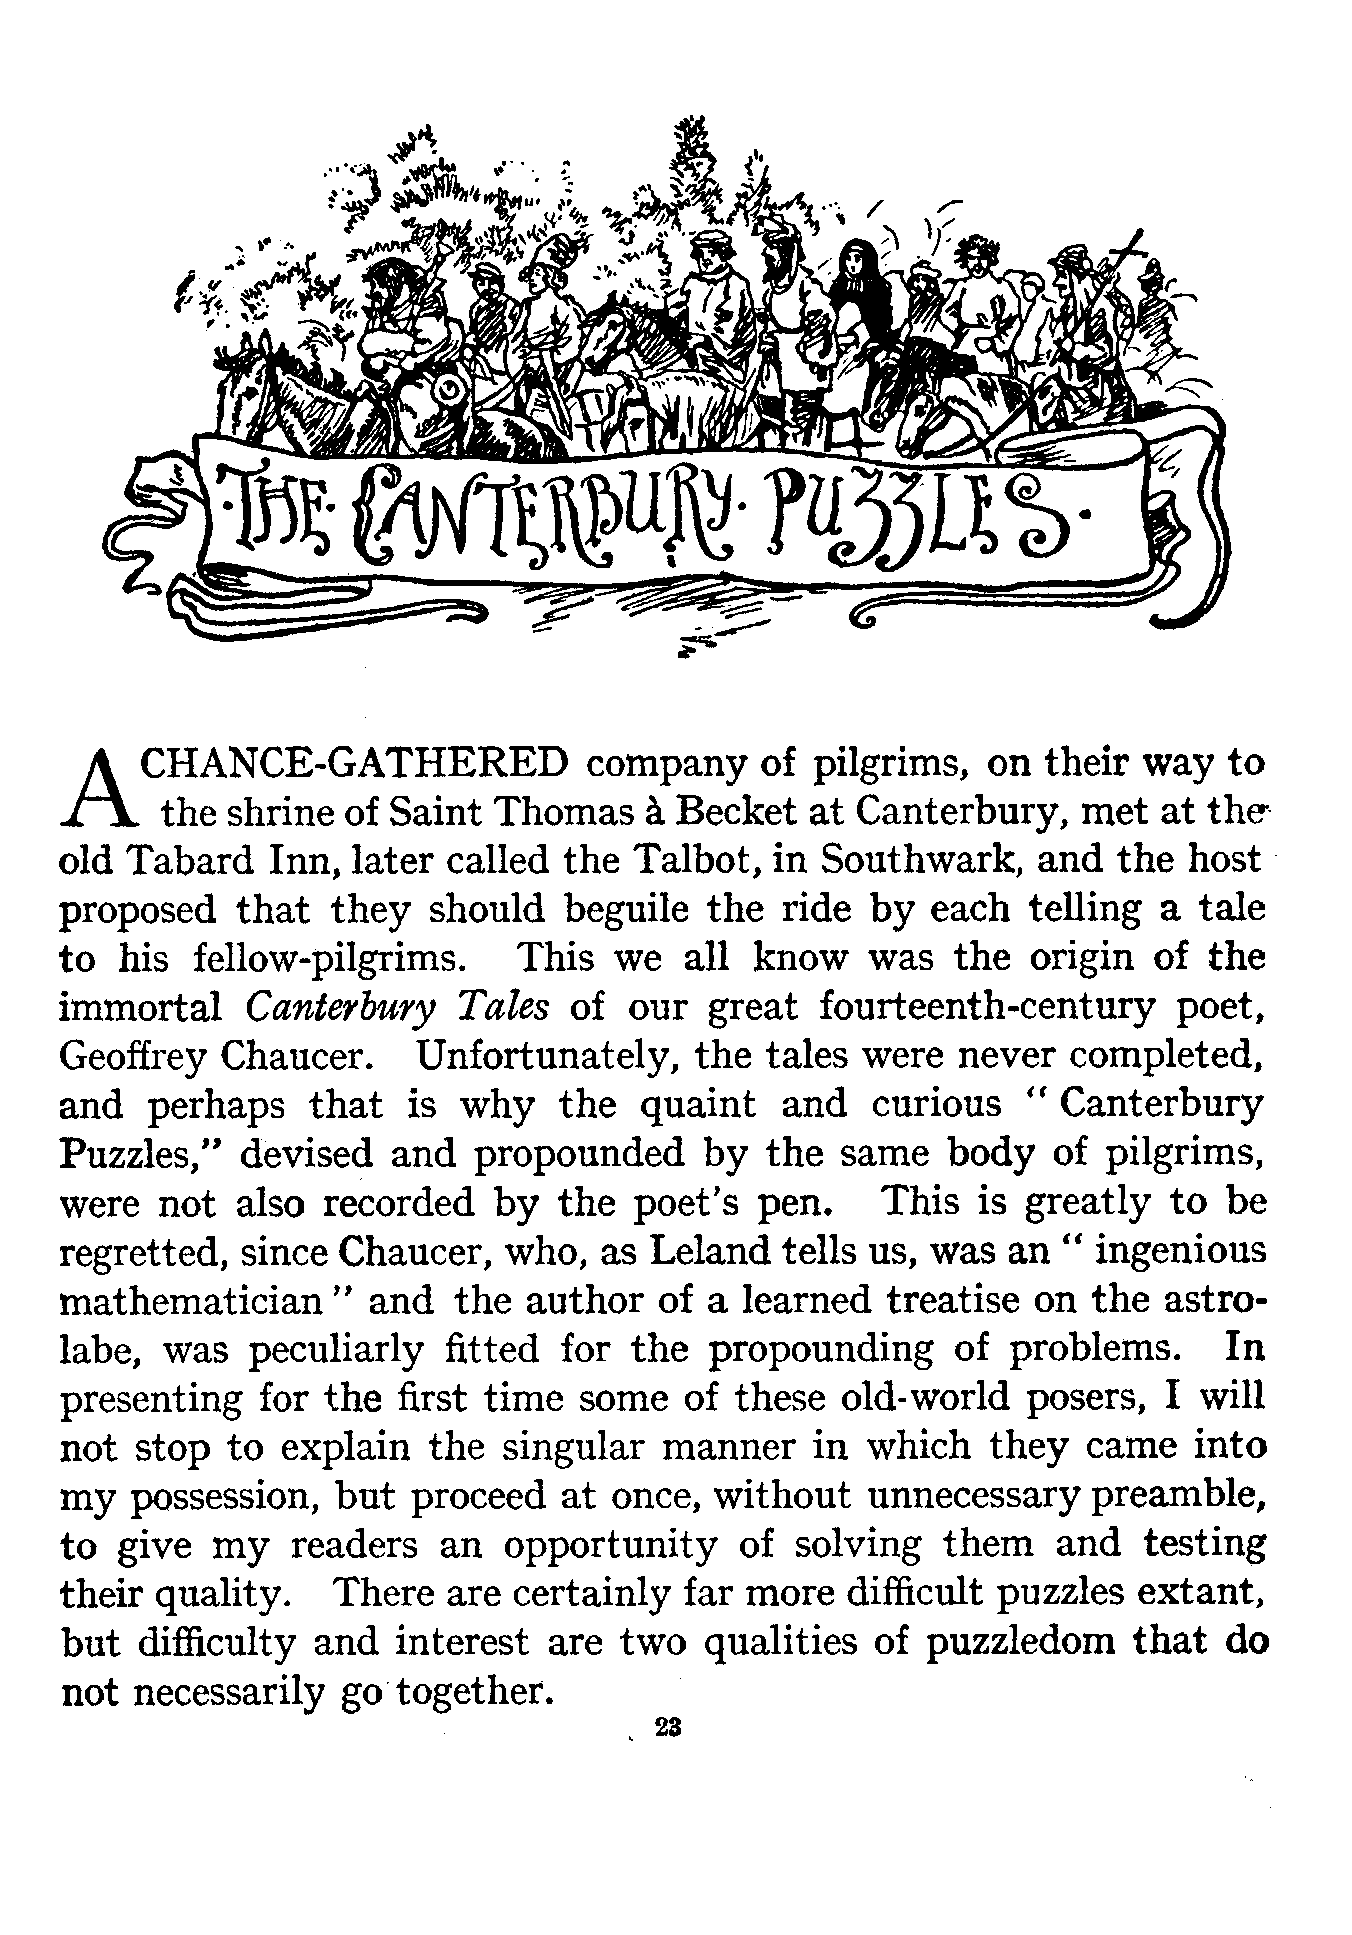 ·THE· CANTERBURY· PUZZLES·
A CHANCE-GATHERED company of pilgrims, on their way to
the shrine of Saint Thomas à Becket at Canterbury, met at the
old Tabard Inn, later called the Talbot, in Southwark, and the host
proposed that they should beguile the ride by each telling a tale
to his fellow-pilgrims. This we all know was the origin of the
immortal Canterbury Tales of our great fourteenth-century poet,
Geoffrey Chaucer. Unfortunately, the tales were never completed,
and perhaps that is why the quaint and curious “ Canterbury
Puzzles,” devised and propounded by the same body of pilgrims,
were not also recorded by the poet’s pen. This is greatly to be
regretted, since Chaucer, who, as Leland tells us, was an “ ingenious
mathematician ” and the author of a learned treatise on the astro-
labe, was peculiarly fitted for the propounding of problems. In
presenting for the first time some of these old-world posers, I will
not stop to explain the singular manner in which they came into
my possession, but proceed at once, without unnecessary preamble,
to give my readers an opportunity of solving them and testing
their quality. There are certainly far more difficult puzzles extant,
but difficulty and interest are two qualities of puzzledom that do
not necessarily go together.
23